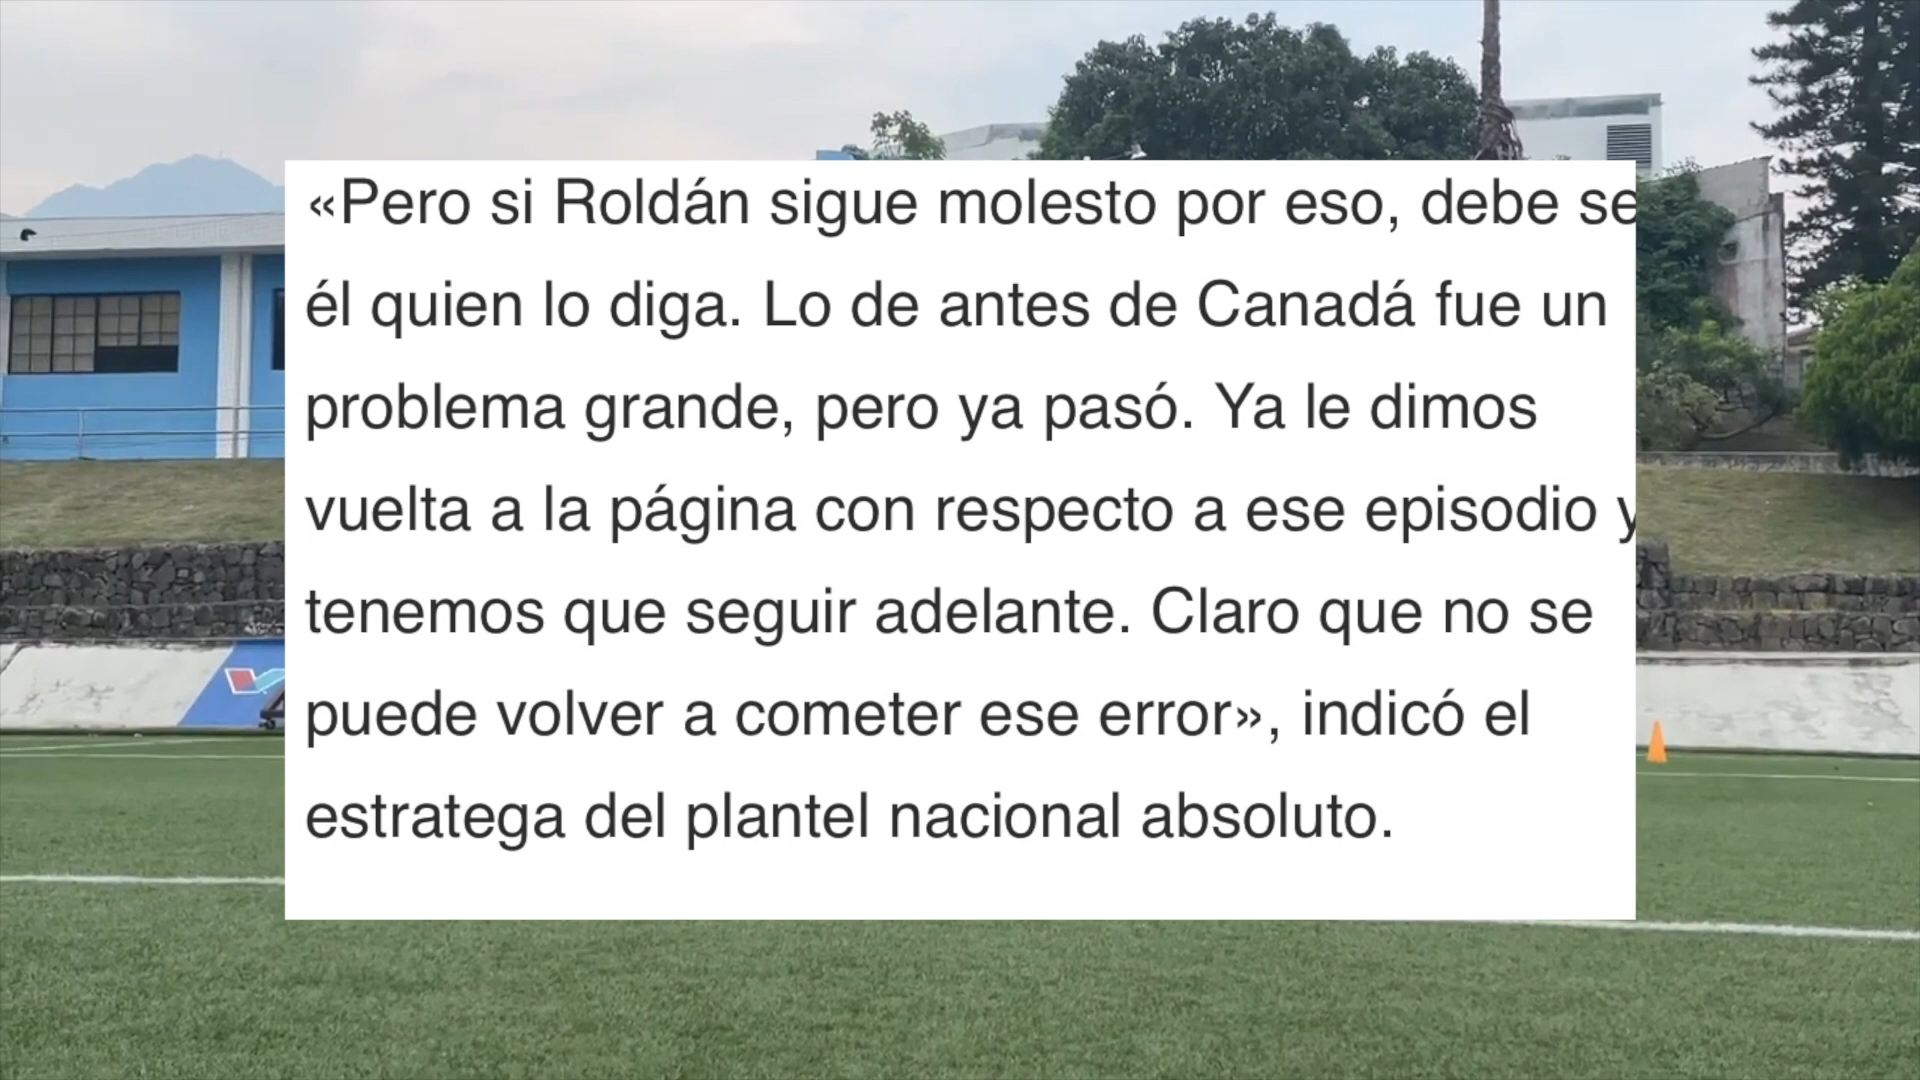 «Pero si Roldán sigue molesto por eso, debe se
él quien lo diga. Lo de antes de Canadá fue un
problema grande, pero ya pasó. Ya le dimos
vuelta a la página con respecto a ese episodio y
tenemos que seguir adelante. Claro que no se
puede volver a cometer ese error», indicó el
estratega del plantel nacional absoluto.